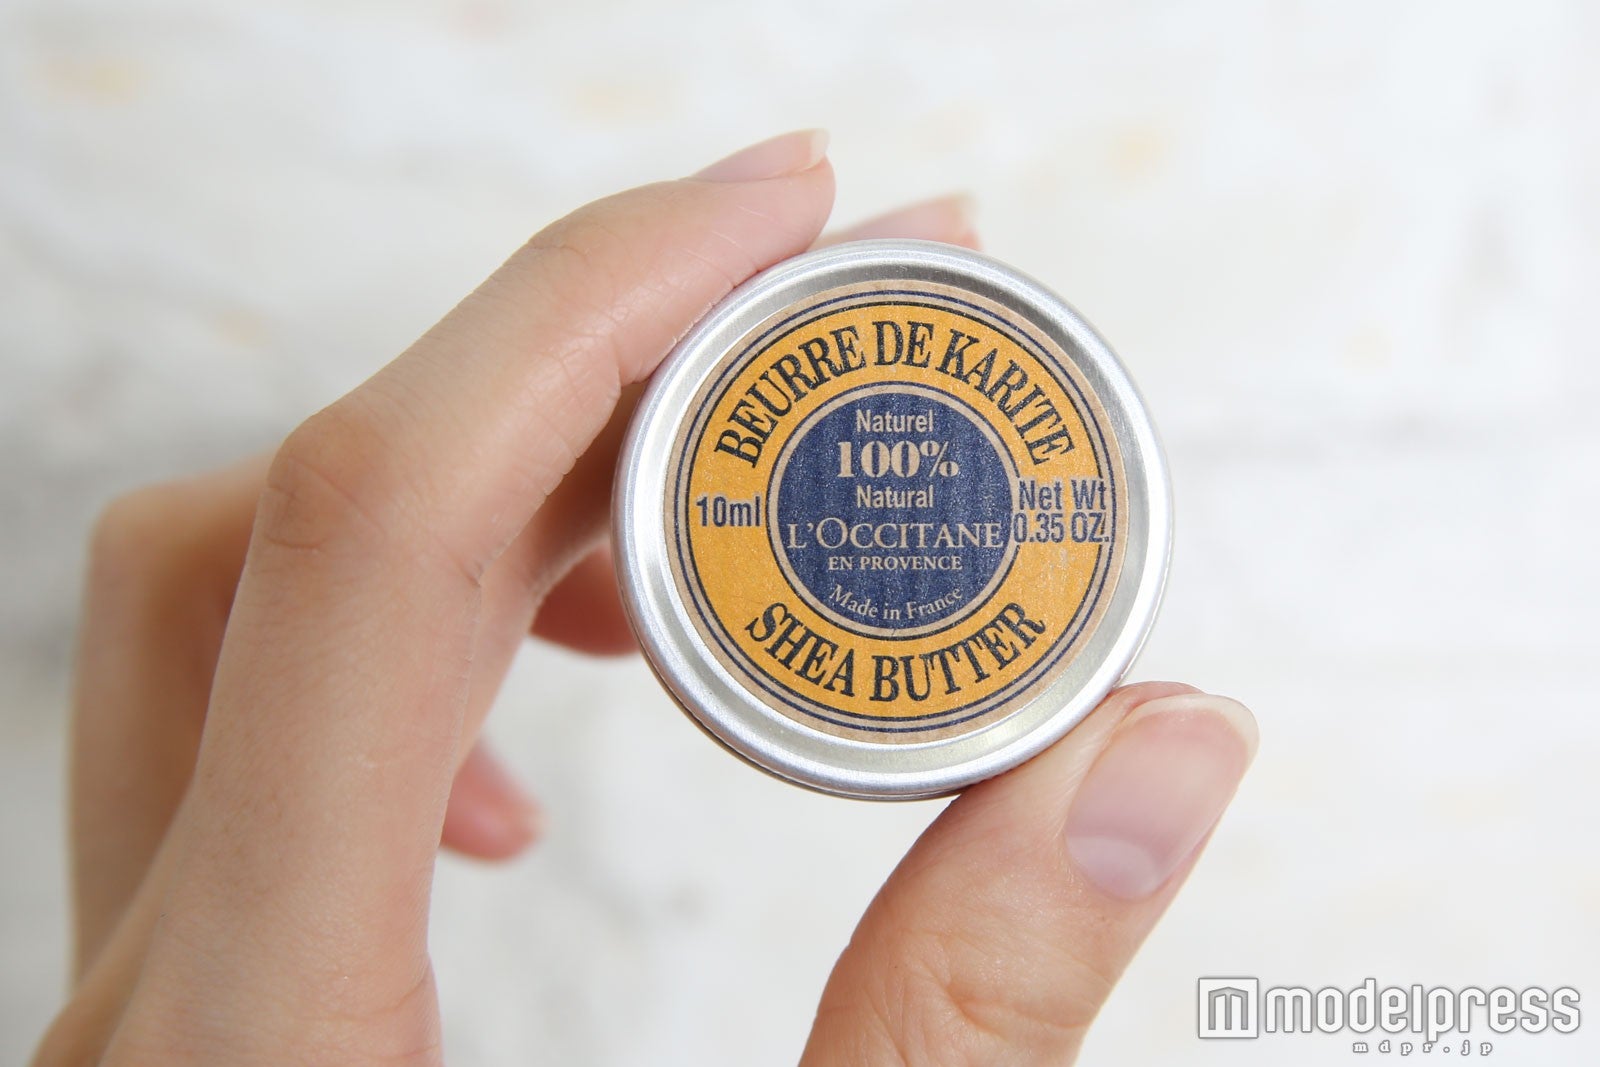 BEURRE DE KARITE
Naturel
100%
Natural
10ml
L'OCCITANE
EN PROVENCE
Made in France
Net Wt
0.35 OZ.
SHEA BUTTER
modelpress
mdpr.jp